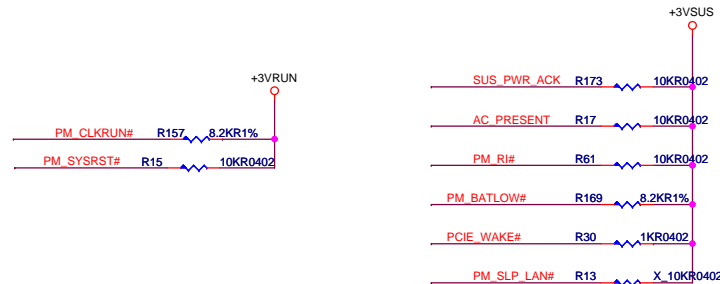 +3VSUS
+3VRUN
SUS_PWR_ACK R173 10KR0402
AC_PRESENT R17 10KR0402
PM_CLKRUN# R157 8.2KR1%
PM_SYSRST# R15 10KR0402
PM_RI# R61 10KR0402
PM_BATLOW# R169 8.2KR1%
PCIE_WAKE# R30 1KR0402
PM_SLP_LAN# R13 X_10KR0402